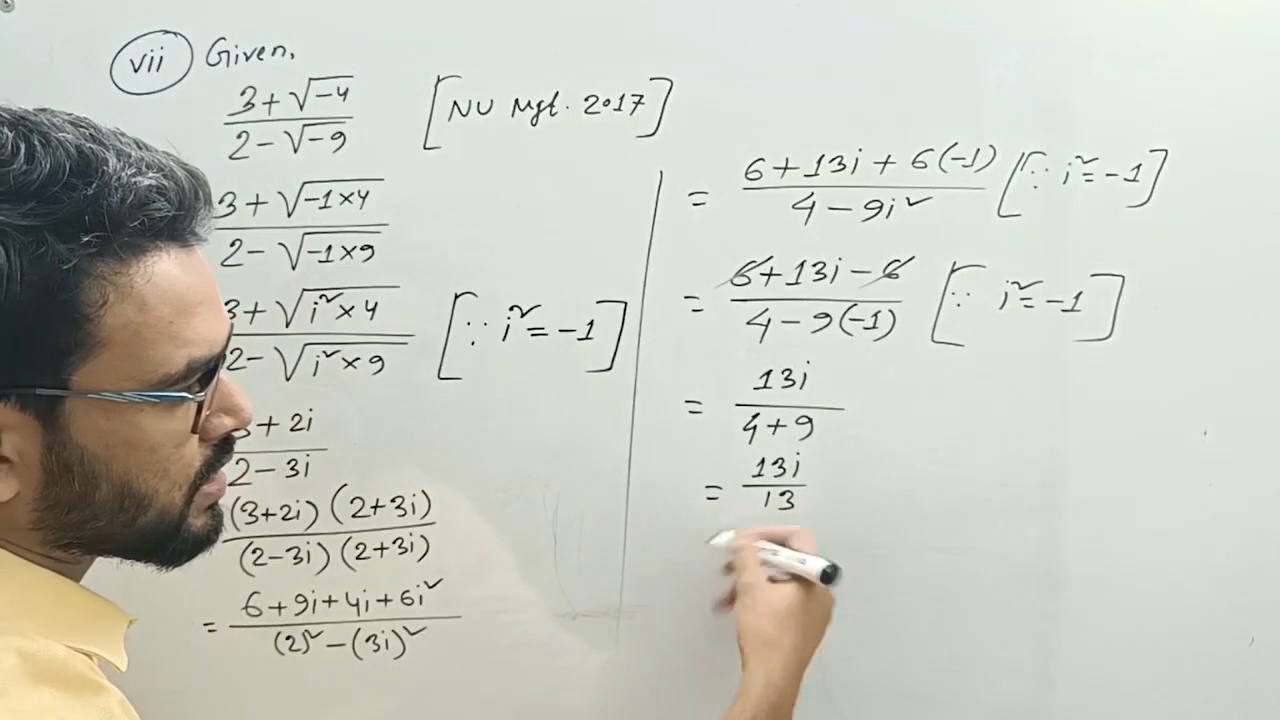 vii Given,
3+√-4 / 2-√-9 [NU Mgt. 2017]
3+√-1×4 / 2-√-1×9
3+√i²×4 / 2-√i²×9 [∵ i²=-1]
3+2i / 2-3i
(3+2i)(2+3i) / (2-3i)(2+3i)
= 6+9i+4i+6i² / (2)²-(3i)²
= 6+13i+6(-1) / 4-9i² [∵ i²=-1]
= 6+13i-6 / 4-9(-1) [∵ i²=-1]
= 13i / 4+9
= 13i / 13